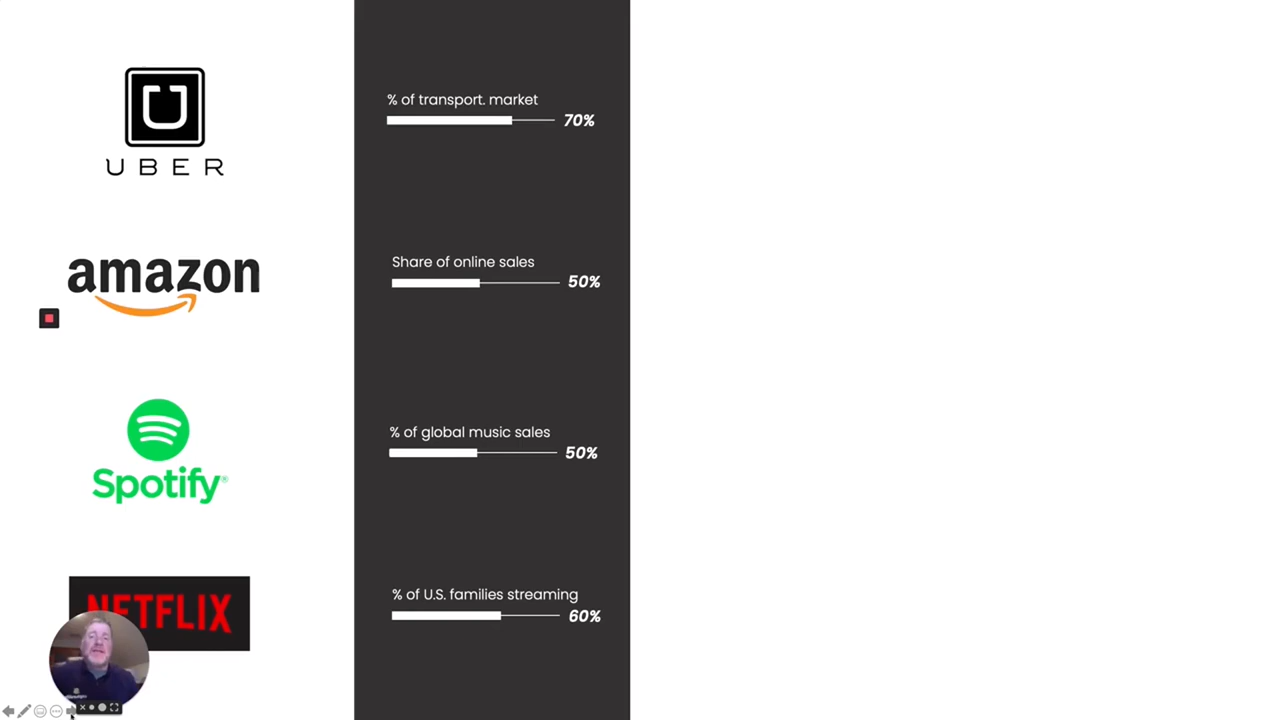 U B E R
% of transport. market
70%
amazon
Share of online sales
50%
Spotify®
% of global music sales
50%
NETFLIX
% of U.S. families streaming
60%